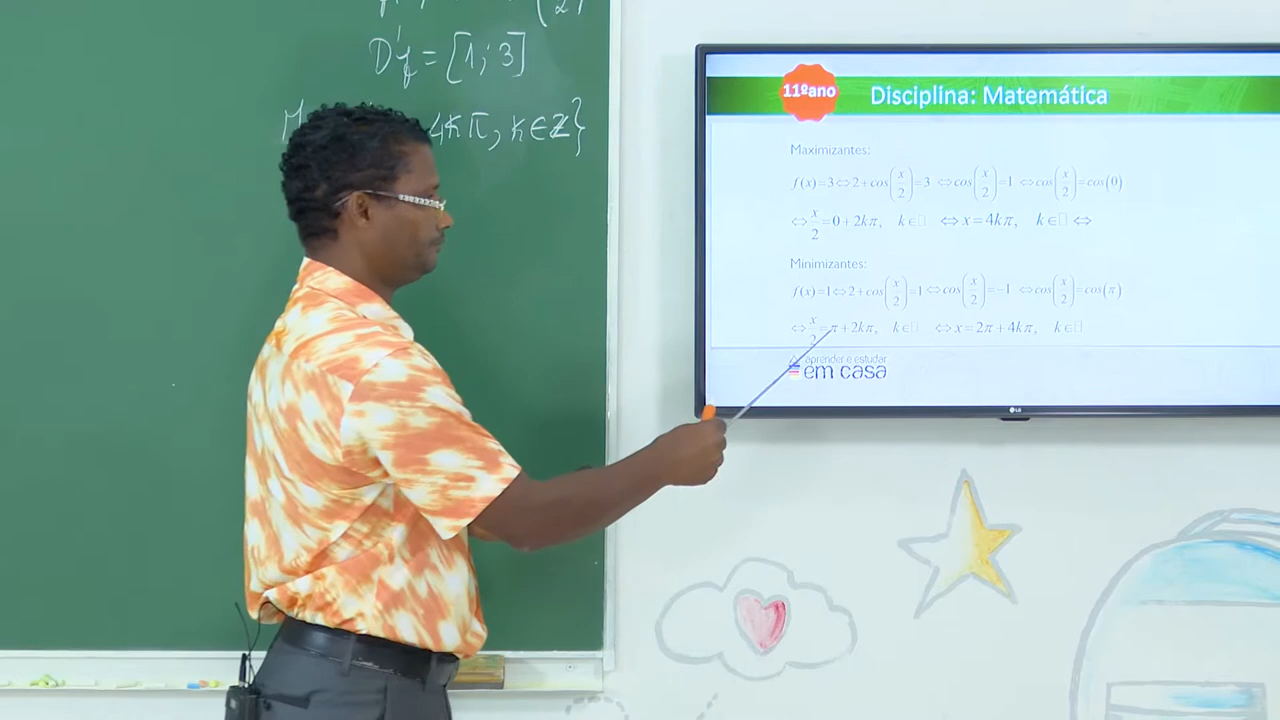 D'f = [1; 3]
4kπ, k∈ℤ}
11ºano
Disciplina: Matemática
Maximizantes:
f(x)=3⇔2+cos(x/2)=3 ⇔cos(x/2)=1 ⇔cos(x/2)=cos(0)
⇔x/2=0+2kπ, k∈□ ⇔x=4kπ, k∈□ ⇔
Minimizantes:
f(x)=1⇔2+cos(x/2)=1⇔cos(x/2)=−1 ⇔cos(x/2)=cos(π)
⇔x/2=π+2kπ, k∈□ ⇔x=2π+4kπ, k∈□
aprender e estudar
em casa
LG